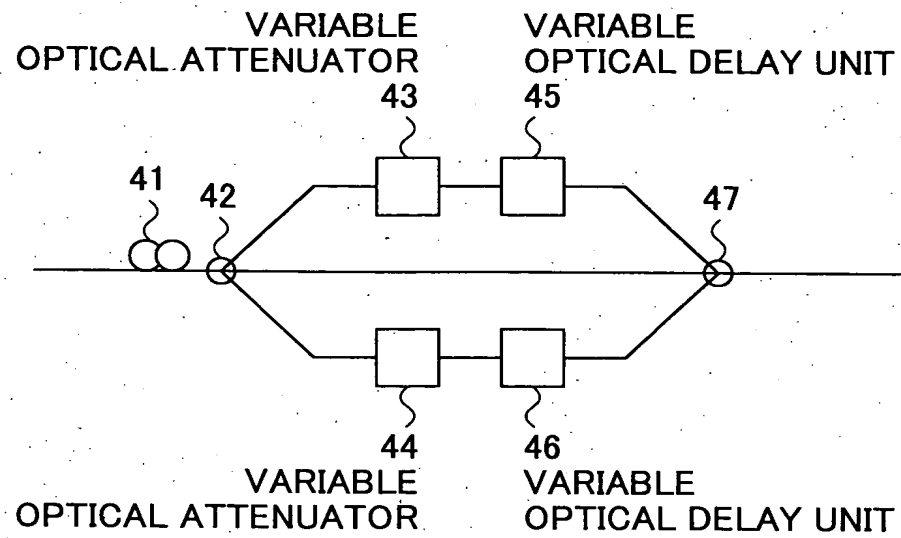 VARIABLE
OPTICAL ATTENUATOR
VARIABLE
OPTICAL DELAY UNIT
43
45
41
42
47
44
46
VARIABLE
OPTICAL ATTENUATOR
VARIABLE
OPTICAL DELAY UNIT